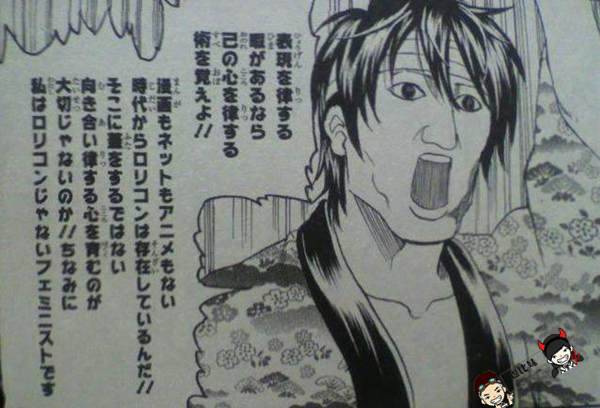 表現を律する
暇があるなら
己の心を律する
術を覚えよ!!
漫画もネットもアニメもない
時代からロリコンは存在しているんだ!!
そこに蓋をするではない
向き合い律する心を育むのが
大切じゃないのか!!ちなみに
私はロリコンじゃないフェミニストです